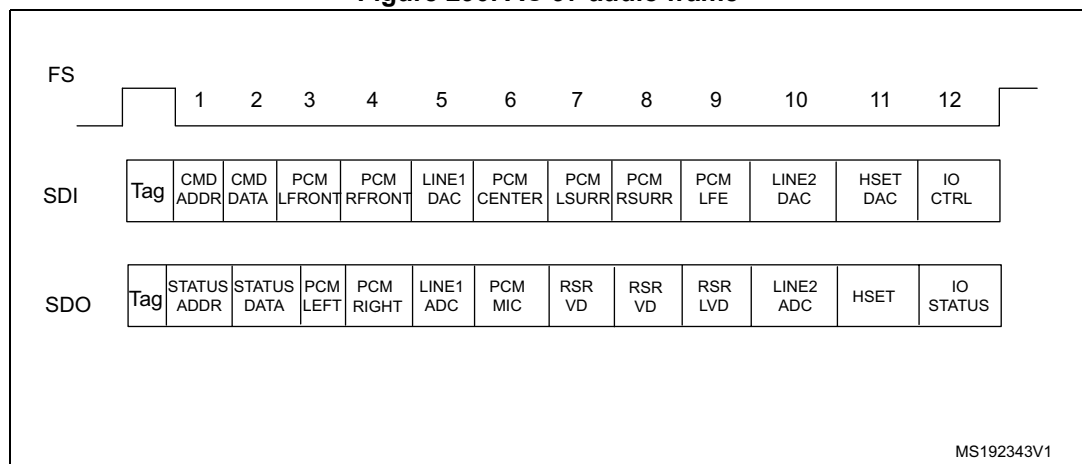 FS
1 2 3 4 5 6 7 8 9 10 11 12
SDI
Tag CMD CMD PCM PCM LINE1 PCM PCM PCM PCM LINE2 HSET IO
ADDR DATA LFRONT RFRONT DAC CENTER LSURR RSURR LFE DAC DAC CTRL
SDO
Tag STATUS STATUS PCM PCM LINE1 PCM RSR RSR RSR LINE2 HSET IO
ADDR DATA LEFT RIGHT ADC MIC VD VD LVD ADC STATUS
MS192343V1